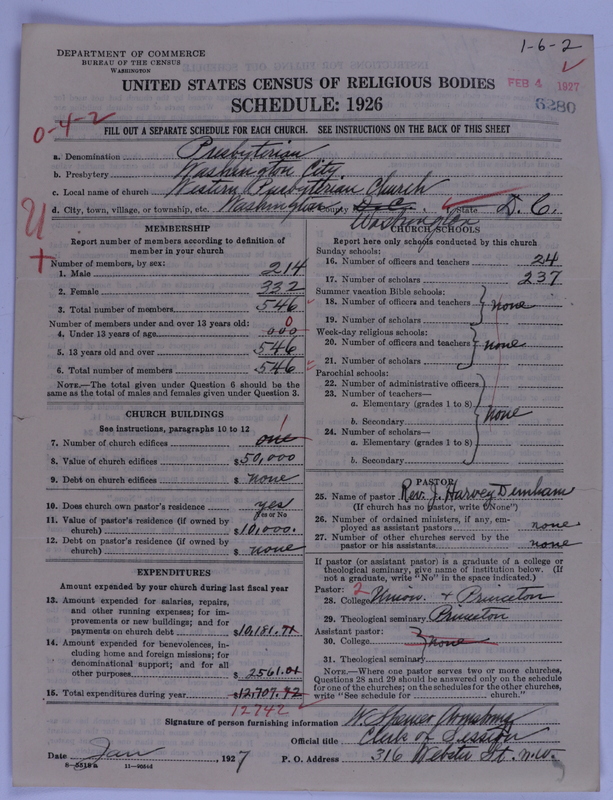 1-6-2
DEPARTMENT OF COMMERCE
BUREAU OF THE CENSUS
WASHINGTON
UNITED STATES CENSUS OF RELIGIOUS BODIES
SCHEDULE: 1926
FEB 4 1927
6280
0-4-2
FILL OUT A SEPARATE SCHEDULE FOR EACH CHURCH. SEE INSTRUCTIONS ON THE BACK OF THIS SHEET
a. Denomination Presbyterian
b. Presbytery Washington City
c. Local name of church Western Presbyterian Church
d. City, town, village, or township, etc. Washington County D.C. Washington State D. C.
MEMBERSHIP
Report number of members according to definition of member in your church
Number of members, by sex:
1. Male 214
2. Female 332
3. Total number of members 546
Number of members under and over 13 years old:
4. Under 13 years of age 000 0
5. 13 years old and over 546
6. Total number of members 546
NOTE.—The total given under Question 6 should be the same as the total of males and females given under Question 3.
CHURCH BUILDINGS
See instructions, paragraphs 10 to 12
7. Number of church edifices one 1
8. Value of church edifices $50,000
9. Debt on church edifices $ none
10. Does church own pastor's residence yes
Yes or No
11. Value of pastor's residence (if owned by church) $10,000.
12. Debt on pastor's residence (if owned by church) $ none
EXPENDITURES
Amount expended by your church during last fiscal year
13. Amount expended for salaries, repairs, and other running expenses; for improvements or new buildings; and for payments on church debt $10,181.71
14. Amount expended for benevolences, including home and foreign missions; for denominational support; and for all other purposes $2561.01
15. Total expenditures during year $12,707.72
12742
CHURCH SCHOOLS
Report here only schools conducted by this church
Sunday schools:
16. Number of officers and teachers 24
17. Number of scholars 237
Summer vacation Bible schools:
18. Number of officers and teachers
19. Number of scholars
none
Week-day religious schools:
20. Number of officers and teachers
21. Number of scholars
none
Parochial schools:
22. Number of administrative officers
23. Number of teachers—
a. Elementary (grades 1 to 8)
b. Secondary
24. Number of scholars—
a. Elementary (grades 1 to 8)
b. Secondary
none
PASTOR
25. Name of pastor Rev. J. Harvey Dunham
(If church has no pastor, write "None")
26. Number of ordained ministers, if any, employed as assistant pastors none
27. Number of other churches served by the pastor or his assistants none
If pastor (or assistant pastor) is a graduate of a college or theological seminary, give name of institution below. (If not a graduate, write "No" in the space indicated.)
Pastor: 2
28. College Union + Princeton
29. Theological seminary Princeton
Assistant pastor:
30. College none
31. Theological seminary
NOTE.—Where one pastor serves two or more churches, Questions 28 and 29 should be answered only on the schedule for one of the churches; on the schedules for the other churches, write "See schedule for church."
Signature of person furnishing information W Spencer Armstrong
Official title Clerk of Session
Date Jan, 1927 P. O. Address 316 Webster St. N.W.